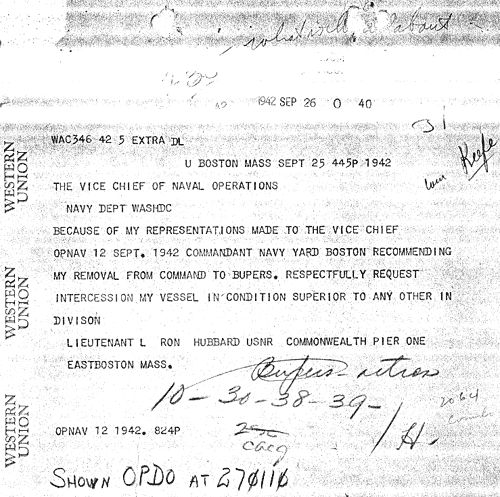 1942 SEP 26 0 40
Keefe
WAC346 42 5 EXTRA DL
U BOSTON MASS SEPT 25 445P 1942
WESTERN UNION
THE VICE CHIEF OF NAVAL OPERATIONS
NAVY DEPT WASHDC
BECAUSE OF MY REPRESENTATIONS MADE TO THE VICE CHIEF
OPNAV 12 SEPT. 1942 COMMANDANT NAVY YARD BOSTON RECOMMENDING
MY REMOVAL FROM COMMAND TO BUPERS. RESPECTFULLY REQUEST
WESTERN UNION
INTERCESSION MY VESSEL IN CONDITION SUPERIOR TO ANY OTHER IN
DIVISON
LIEUTENANT L RON HUBBARD USNR COMMONWEALTH PIER ONE
EASTBOSTON MASS.
Bupers - action
10 - 30 - 38 - 39 -
WESTERN UNION
OPNAV 12 1942. 824P
H.
SHOWN OPDO AT 270110